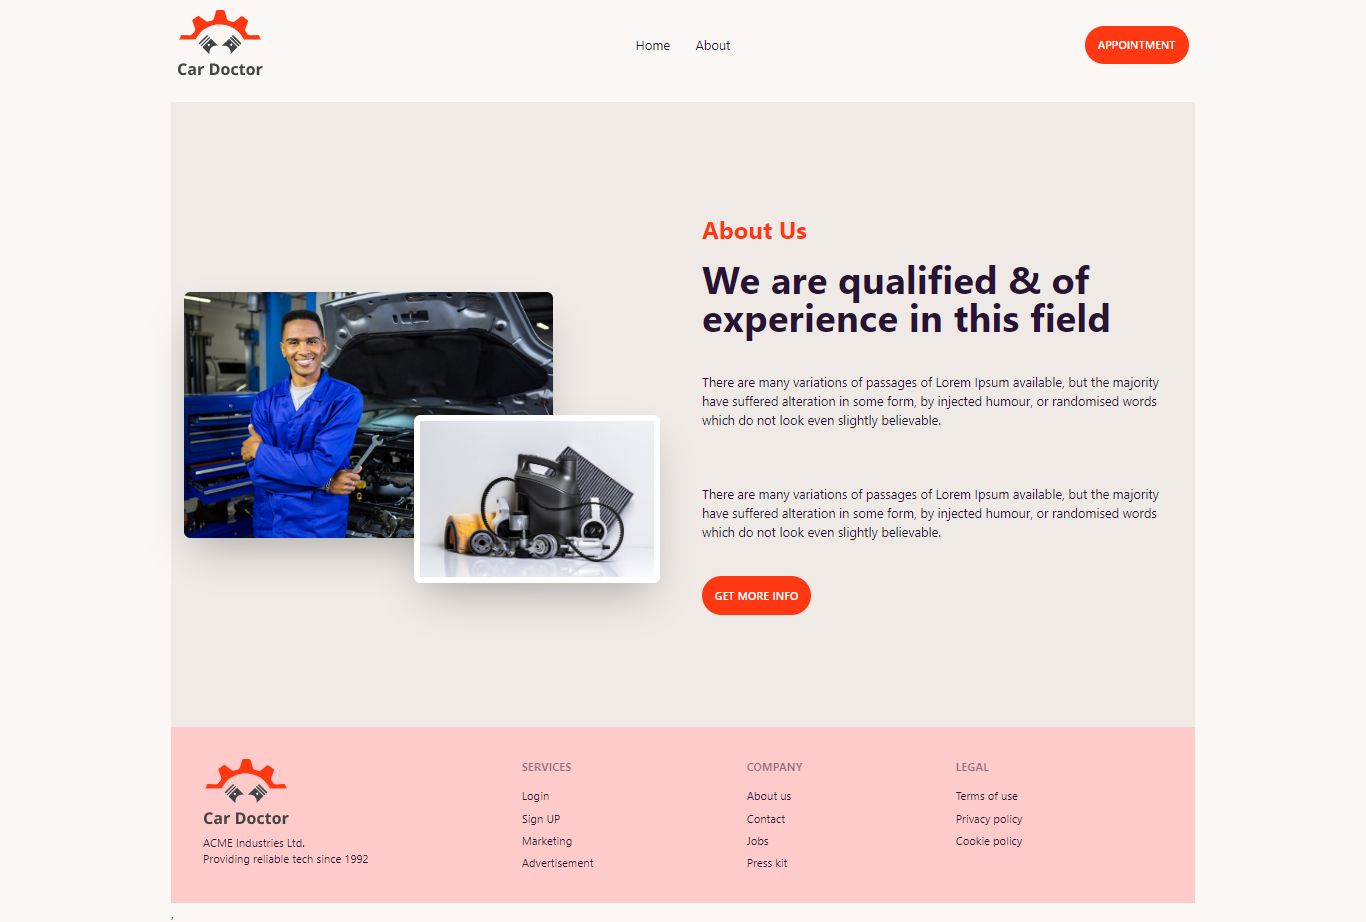 Car Doctor
Home
About
APPOINTMENT
About Us
We are qualified & of
experience in this field
There are many variations of passages of Lorem Ipsum available, but the majority
have suffered alteration in some form, by injected humour, or randomised words
which do not look even slightly believable.
There are many variations of passages of Lorem Ipsum available, but the majority
have suffered alteration in some form, by injected humour, or randomised words
which do not look even slightly believable.
GET MORE INFO
Car Doctor
ACME Industries Ltd.
Providing reliable tech since 1992
SERVICES
Login
Sign UP
Marketing
Advertisement
COMPANY
About us
Contact
Jobs
Press kit
LEGAL
Terms of use
Privacy policy
Cookie policy
,